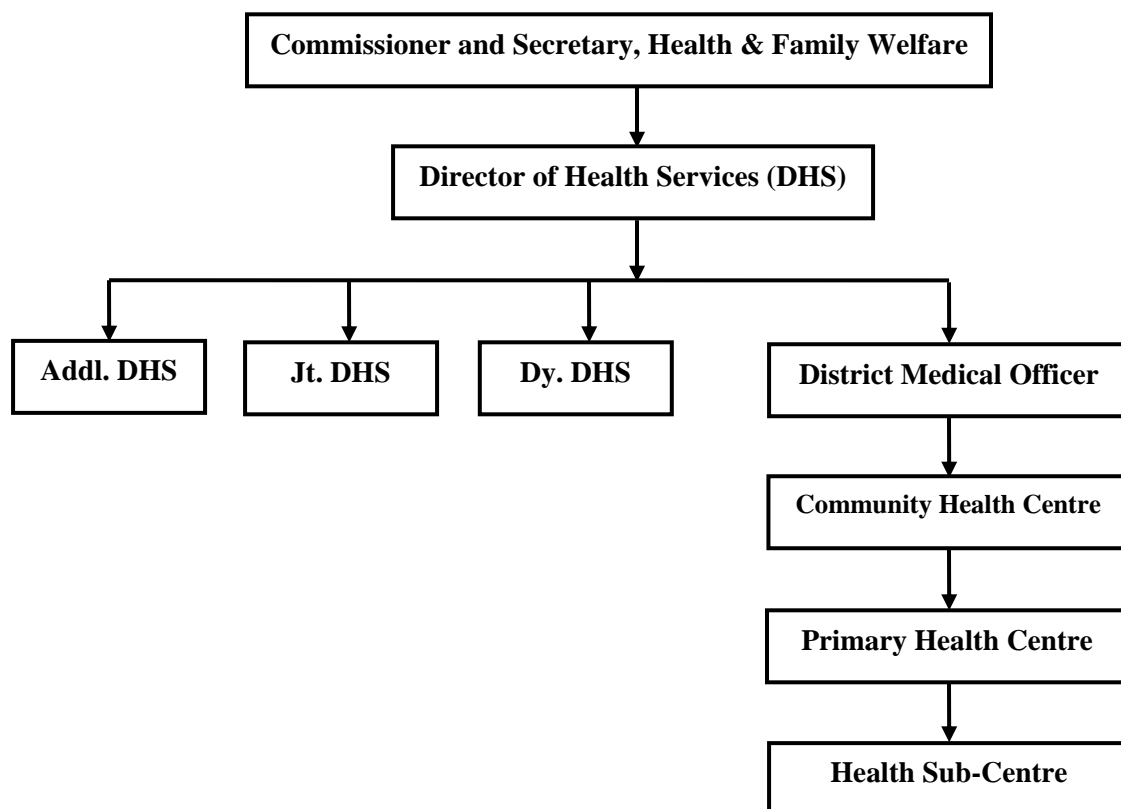 Commissioner and Secretary, Health & Family Welfare
Director of Health Services (DHS)
Addl. DHS
Jt. DHS
Dy. DHS
District Medical Officer
Community Health Centre
Primary Health Centre
Health Sub-Centre